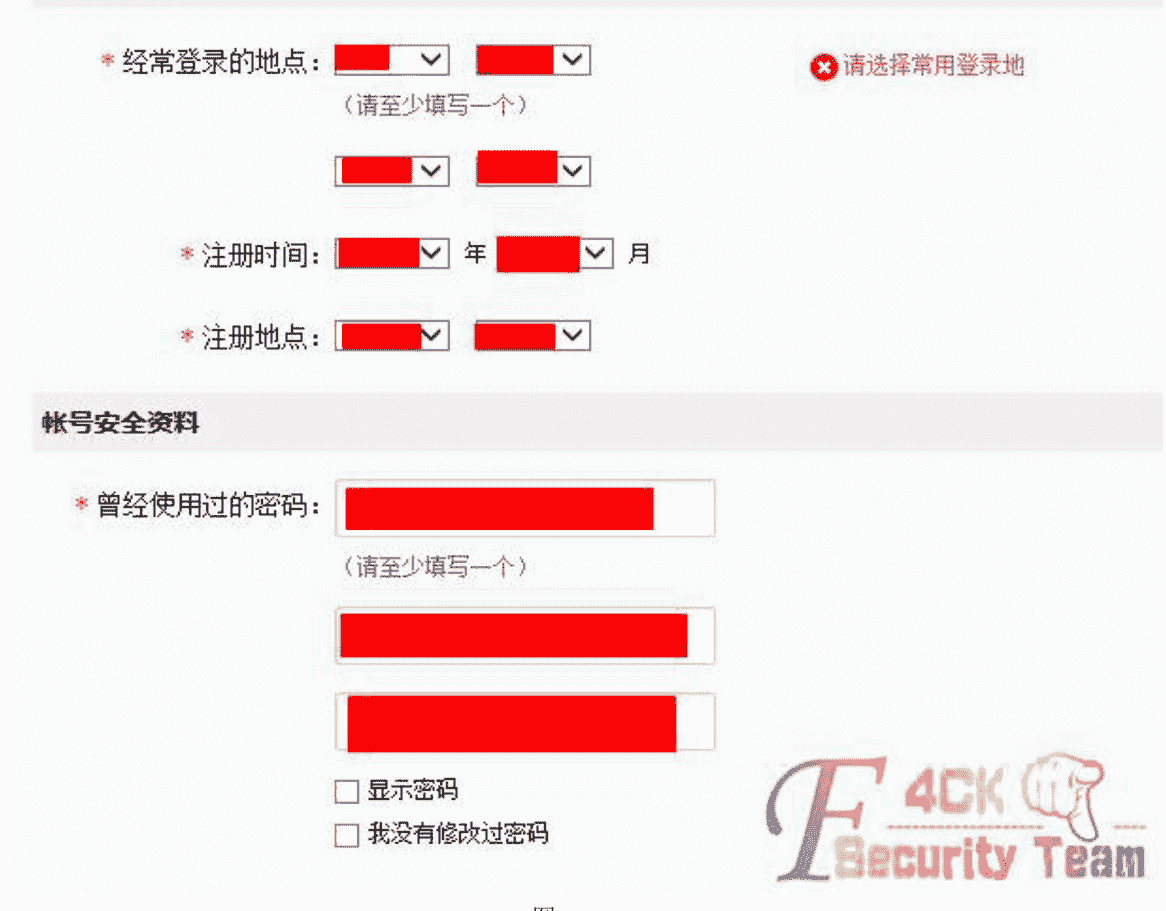 * 经常登录的地点： 请选择常用登录地
（请至少填写一个）
* 注册时间： 年 月
* 注册地点：
帐号安全资料
* 曾经使用过的密码：
（请至少填写一个）
显示密码
我没有修改过密码
F4CK
Security Team